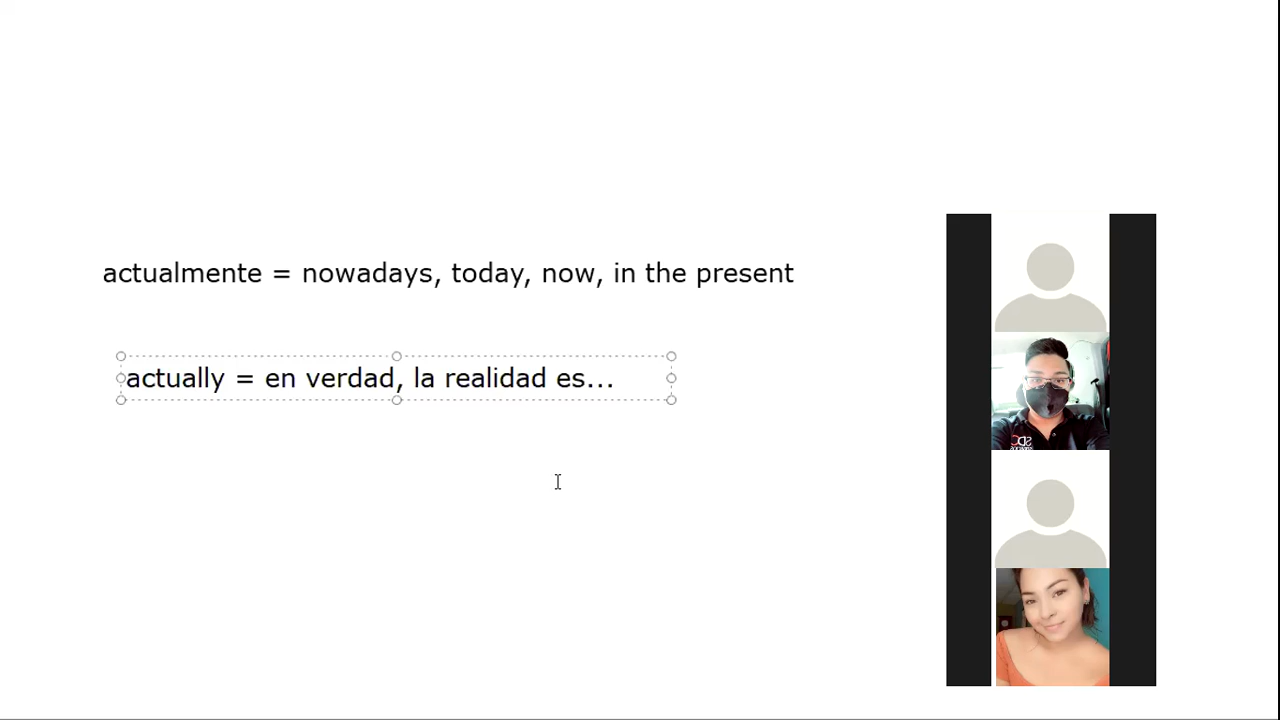 actualmente = nowadays, today, now, in the present
actually = en verdad, la realidad es...